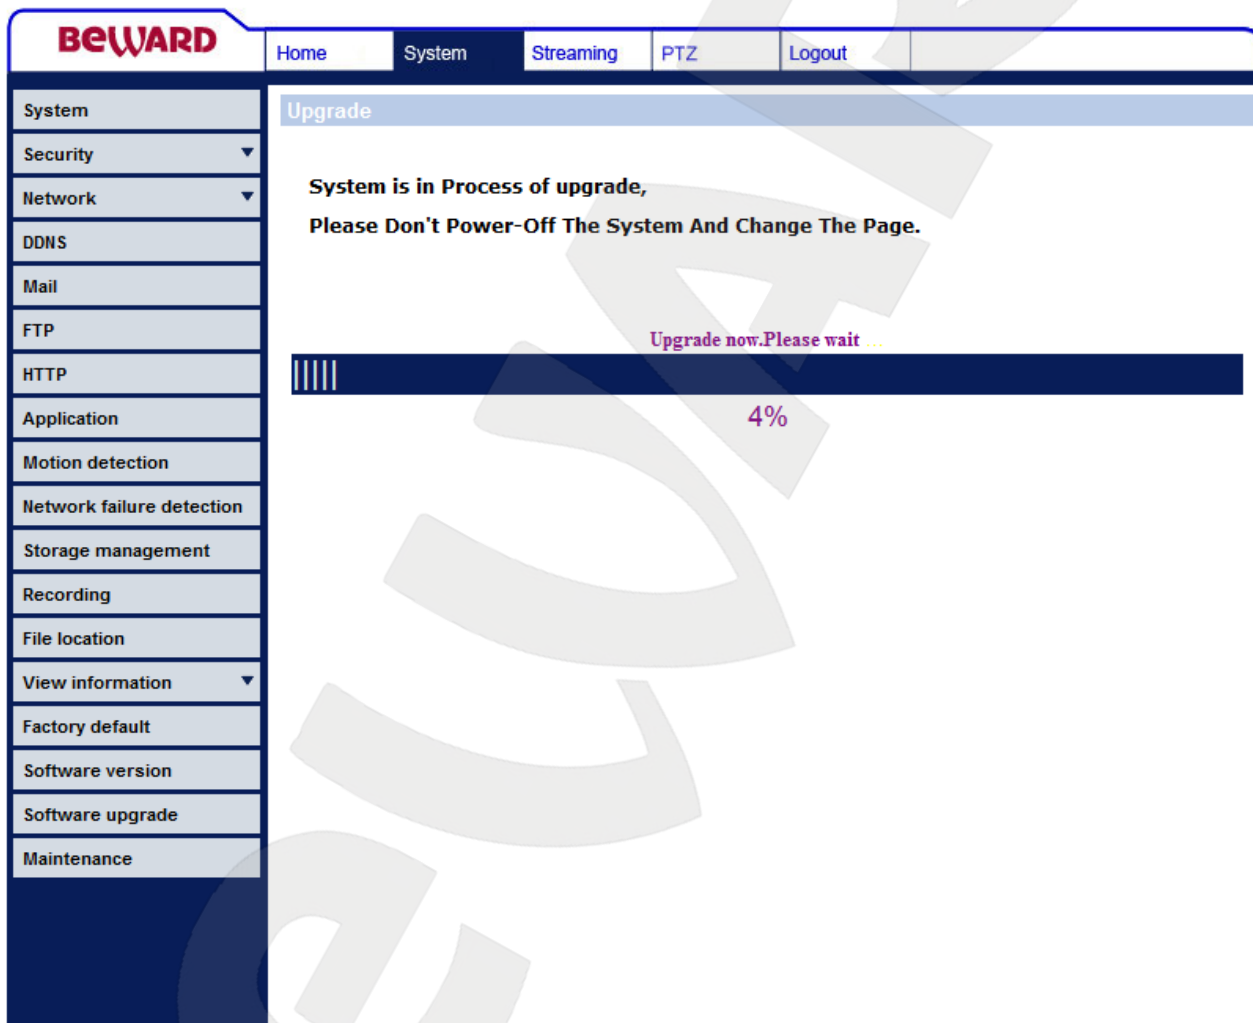 BEWARD
Home System Streaming PTZ Logout
System
Security
Network
DDNS
Mail
FTP
HTTP
Application
Motion detection
Network failure detection
Storage management
Recording
File location
View information
Factory default
Software version
Software upgrade
Maintenance
Upgrade
System is in Process of upgrade,
Please Don't Power-Off The System And Change The Page.
Upgrade now.Please wait ...
4%